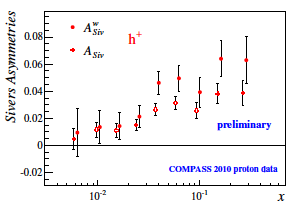 Sivers Asymmetries
0.08
0.06
0.04
0.02
0
-0.02
A^w_Siv
A_Siv
h⁺
preliminary
COMPASS 2010 proton data
10⁻²
10⁻¹
x